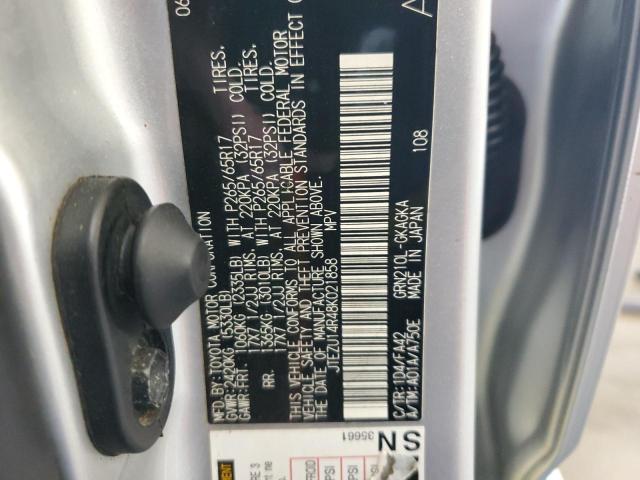 MFD.BY:TOYOTA MOTOR CORPORATION 06
GVWR:2420KG (5330LB)
GAWR:FRT. 1060KG (2335LB) WITH P265/65R17 TIRES.
17X7 1/2JJ RIMS, AT 220KPA (32PSI) COLD.
RR. 1365KG (3010LB) WITH P265/65R17 TIRES.
17X7 1/2JJ RIMS, AT 220KPA (32PSI) COLD.
THIS VEHICLE CONFORMS TO ALL APPLICABLE FEDERAL MOTOR
VEHICLE SAFETY AND THEFT PREVENTION STANDARDS IN EFFECT
THE DATE OF MANUFACTURE SHOWN ABOVE.
JTEZU14R48K021858 MPV
108
C/TR:1D4/FA42 GRN210L-GKAGKA
A/TM:A01A/A750E MADE IN JAPAN
A
35661
SN